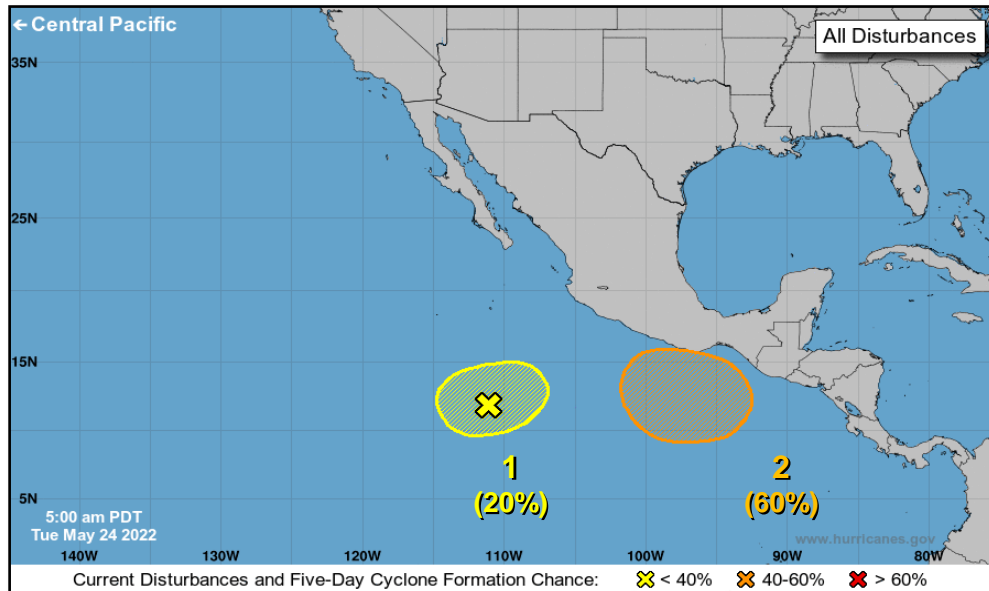 ← Central Pacific
All Disturbances
35N
25N
15N
1
2
(20%)
(60%)
5N
5:00 am PDT
Tue May 24 2022
www.hurricanes.gov
140W 130W 120W 110W 100W 90W 80W
Current Disturbances and Five-Day Cyclone Formation Chance: < 40% 40-60% > 60%